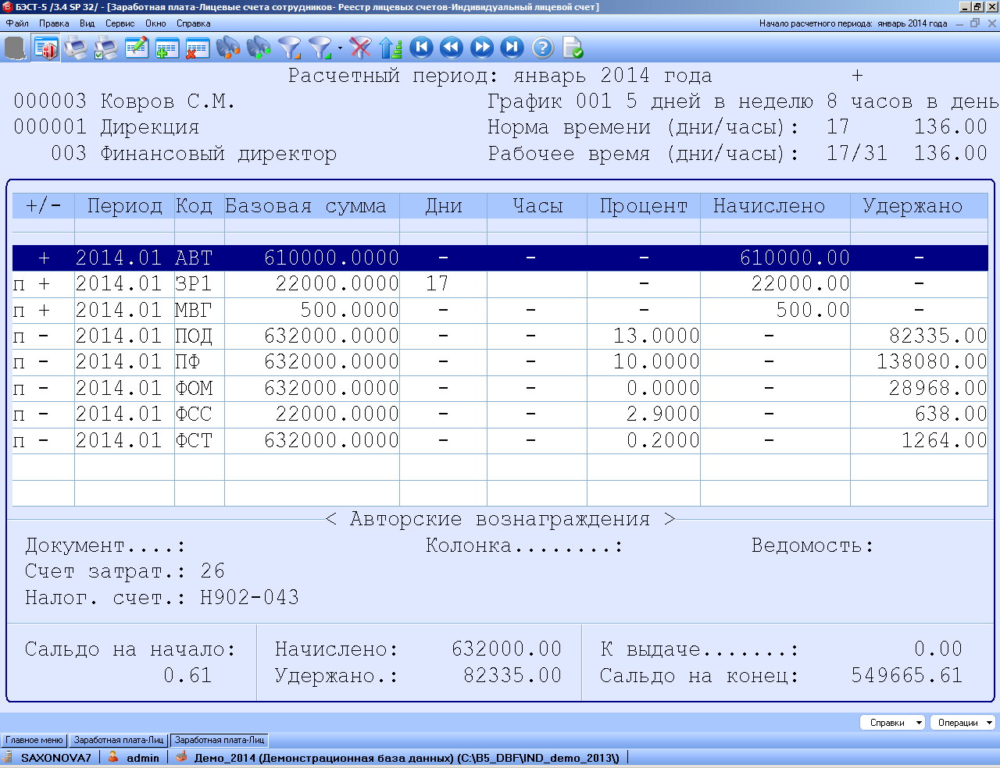 БЭСТ-5 /3.4 SP 32/ - [Заработная плата-Лицевые счета сотрудников- Реестр лицевых счетов-Индивидуальный лицевой счет]
Файл Правка Вид Сервис Окно Справка Начало расчетного периода: январь 2014 года
Расчетный период: январь 2014 года +
000003 Ковров С.М. График 001 5 дней в неделю 8 часов в день
000001 Дирекция Норма времени (дни/часы): 17 136.00
003 Финансовый директор Рабочее время (дни/часы): 17/31 136.00
+/- Период Код Базовая сумма Дни Часы Процент Начислено Удержано
+ 2014.01 АВТ 610000.0000 - - - 610000.00 -
п + 2014.01 ЗР1 22000.0000 17 - 22000.00 -
п + 2014.01 МВГ 500.0000 - - - 500.00 -
п - 2014.01 ПОД 632000.0000 - - 13.0000 - 82335.00
п - 2014.01 ПФ 632000.0000 - - 10.0000 - 138080.00
п - 2014.01 ФОМ 632000.0000 - - 0.0000 - 28968.00
п - 2014.01 ФСС 22000.0000 - - 2.9000 - 638.00
п - 2014.01 ФСТ 632000.0000 - - 0.2000 - 1264.00
< Авторские вознаграждения >
Документ....: Колонка........: Ведомость:
Счет затрат.: 26
Налог. счет.: Н902-043
Сальдо на начало: Начислено: 632000.00 К выдаче.......: 0.00
0.61 Удержано.: 82335.00 Сальдо на конец: 549665.61
Справки Операции
Главное меню Заработная плата-Лиц Заработная плата-Лиц
SAXONOVA7 admin Демо_2014 (Демонстрационная база данных) (C:\B5_DBF\IND_demo_2013\)